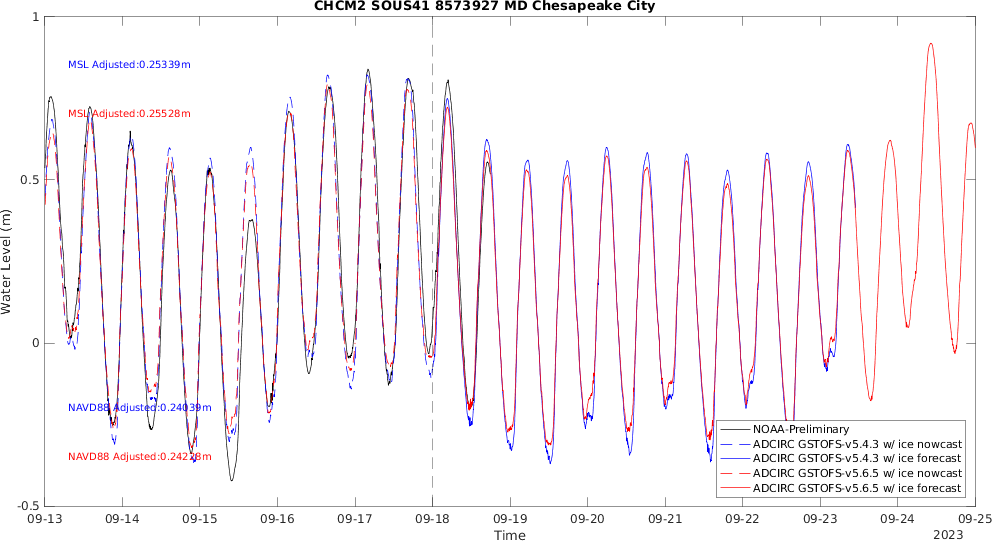 CHCM2 SOUS41 8573927 MD Chesapeake City
1
MSL Adjusted:0.25339m
MSL Adjusted:0.25528m
0.5
Water Level (m)
0
NAVD88 Adjusted:0.24039m
NAVD88 Adjusted:0.24228m
-0.5
NOAA-Preliminary
ADCIRC GSTOFS-v5.4.3 w/ ice nowcast
ADCIRC GSTOFS-v5.4.3 w/ ice forecast
ADCIRC GSTOFS-v5.6.5 w/ ice nowcast
ADCIRC GSTOFS-v5.6.5 w/ ice forecast
09-13 09-14 09-15 09-16 09-17 09-18 09-19 09-20 09-21 09-22 09-23 09-24 09-25
Time
2023